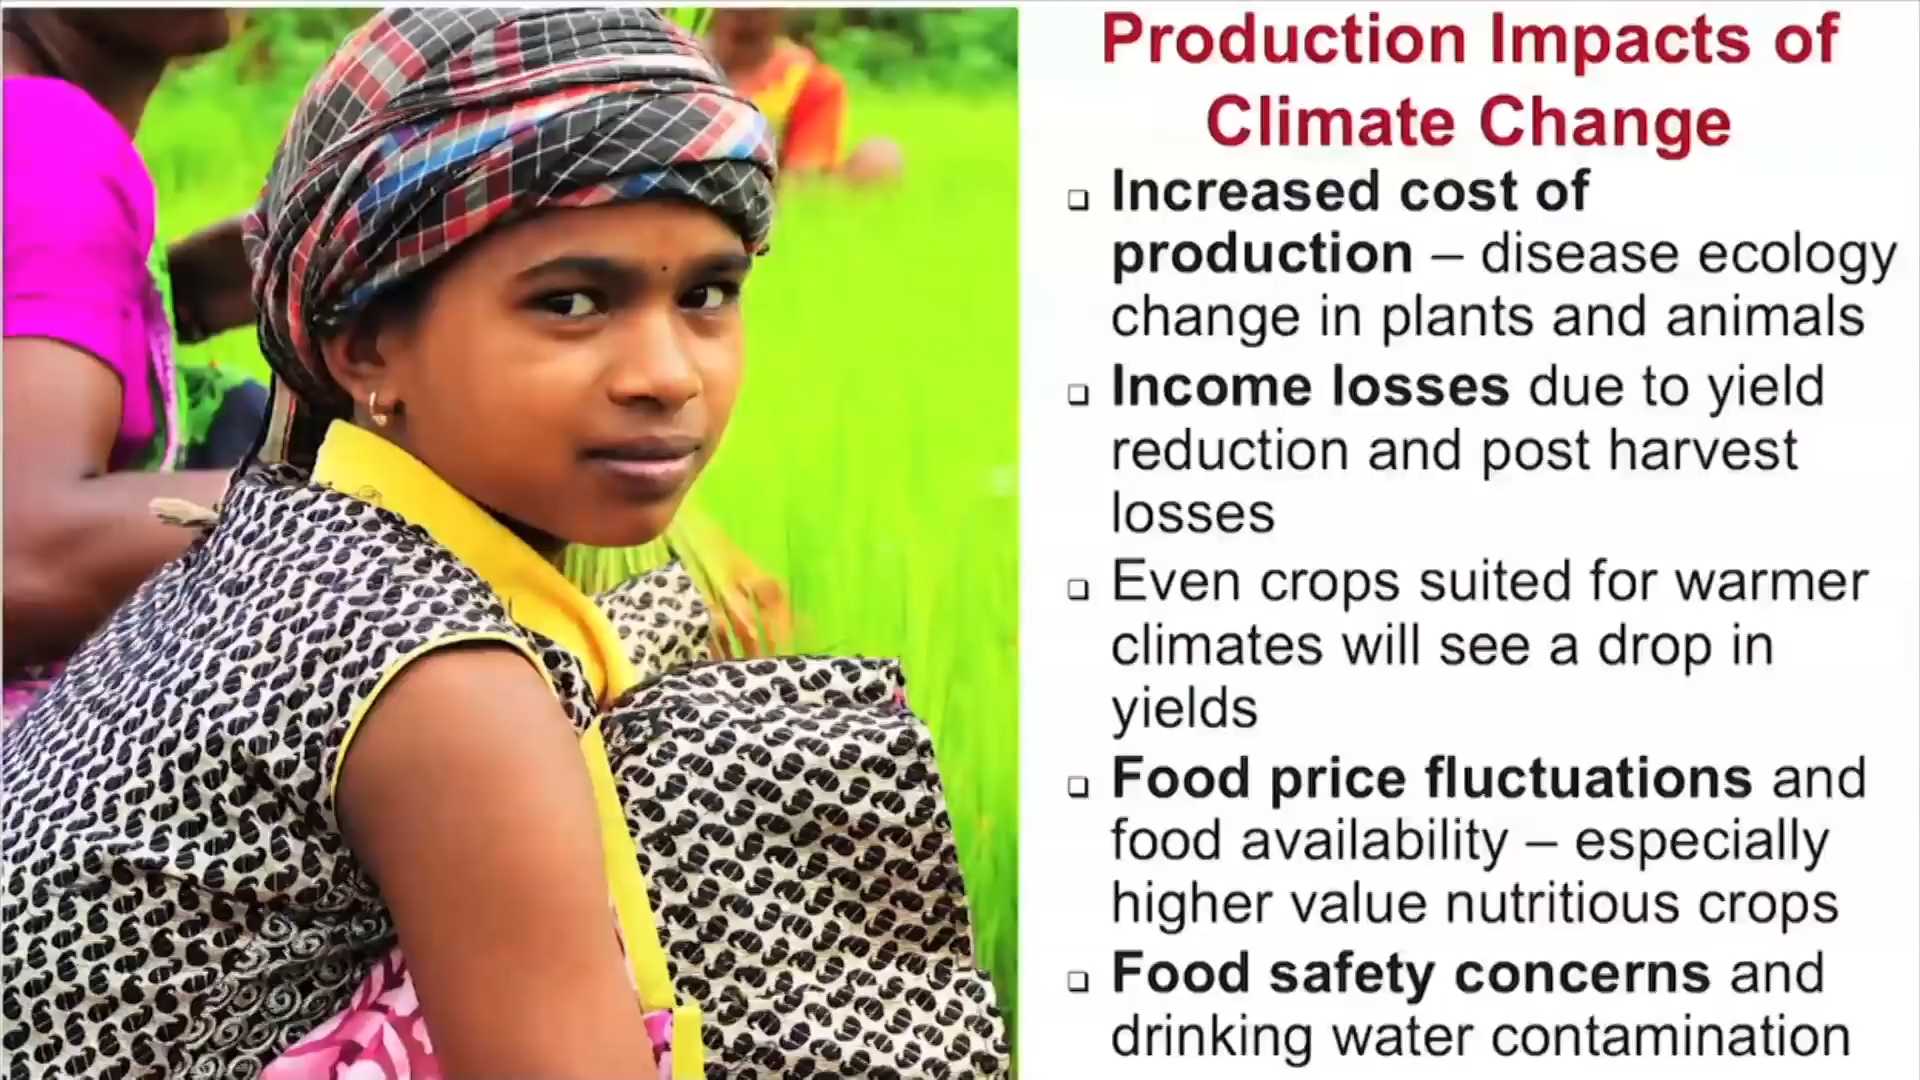 Production Impacts of
Climate Change
Increased cost of
production – disease ecology
change in plants and animals
Income losses due to yield
reduction and post harvest
losses
Even crops suited for warmer
climates will see a drop in
yields
Food price fluctuations and
food availability – especially
higher value nutritious crops
Food safety concerns and
drinking water contamination